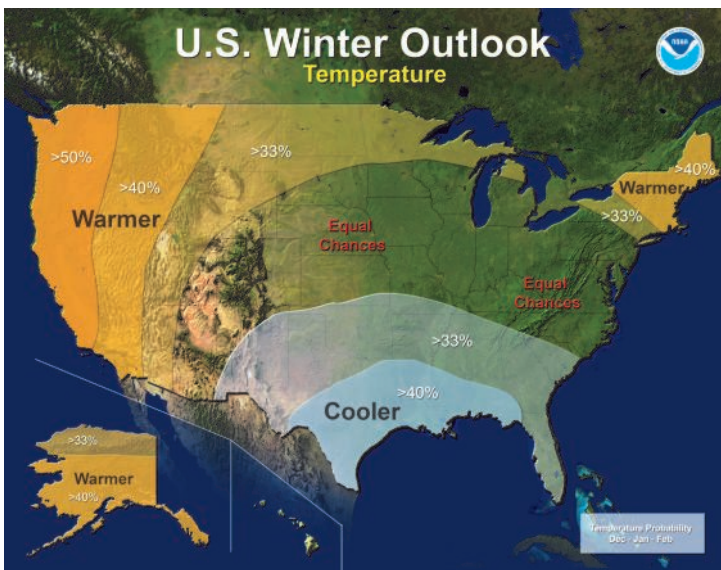 U.S. Winter Outlook
Temperature
NOAA
>50%
>40%
>33%
Warmer
>40%
Warmer
>33%
Equal
Chances
Equal
Chances
>33%
>40%
Cooler
>33%
Warmer
>40%
Temperature Probability
Dec - Jan - Feb